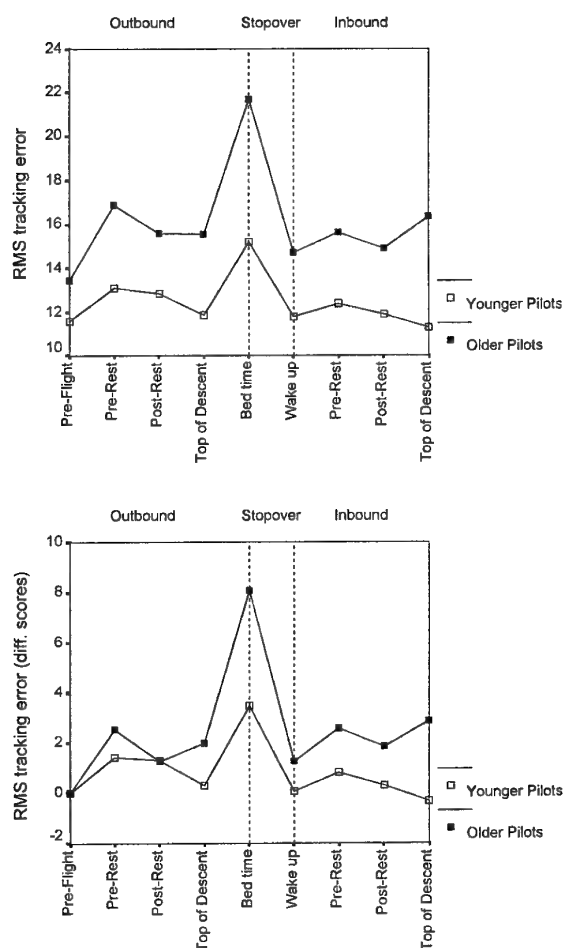 Outbound Stopover Inbound
RMS tracking error
24
22
20
18
16
14
12
10
Pre-Flight
Pre-Rest
Post-Rest
Top of Descent
Bed time
Wake up
Pre-Rest
Post-Rest
Top of Descent
Younger Pilots
Older Pilots
Outbound Stopover Inbound
RMS tracking error (diff. scores)
10
8
6
4
2
0
-2
Pre-Flight
Pre-Rest
Post-Rest
Top of Descent
Bed time
Wake up
Pre-Rest
Post-Rest
Top of Descent
Younger Pilots
Older Pilots